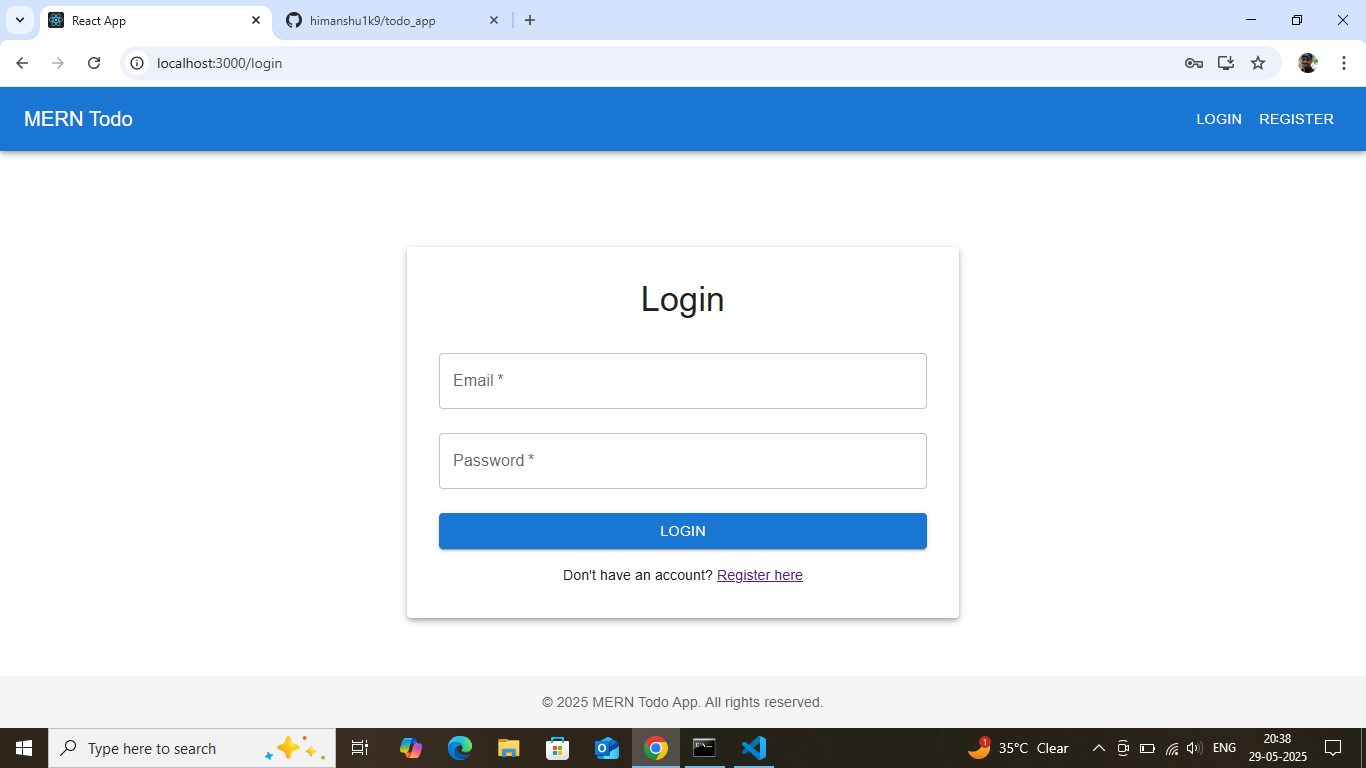 React App
himanshu1k9/todo_app
localhost:3000/login
MERN Todo
LOGIN
REGISTER
Login
Email *
Password *
LOGIN
Don't have an account? Register here
© 2025 MERN Todo App. All rights reserved.
Type here to search
1
35°C Clear
ENG
20:38
29-05-2025